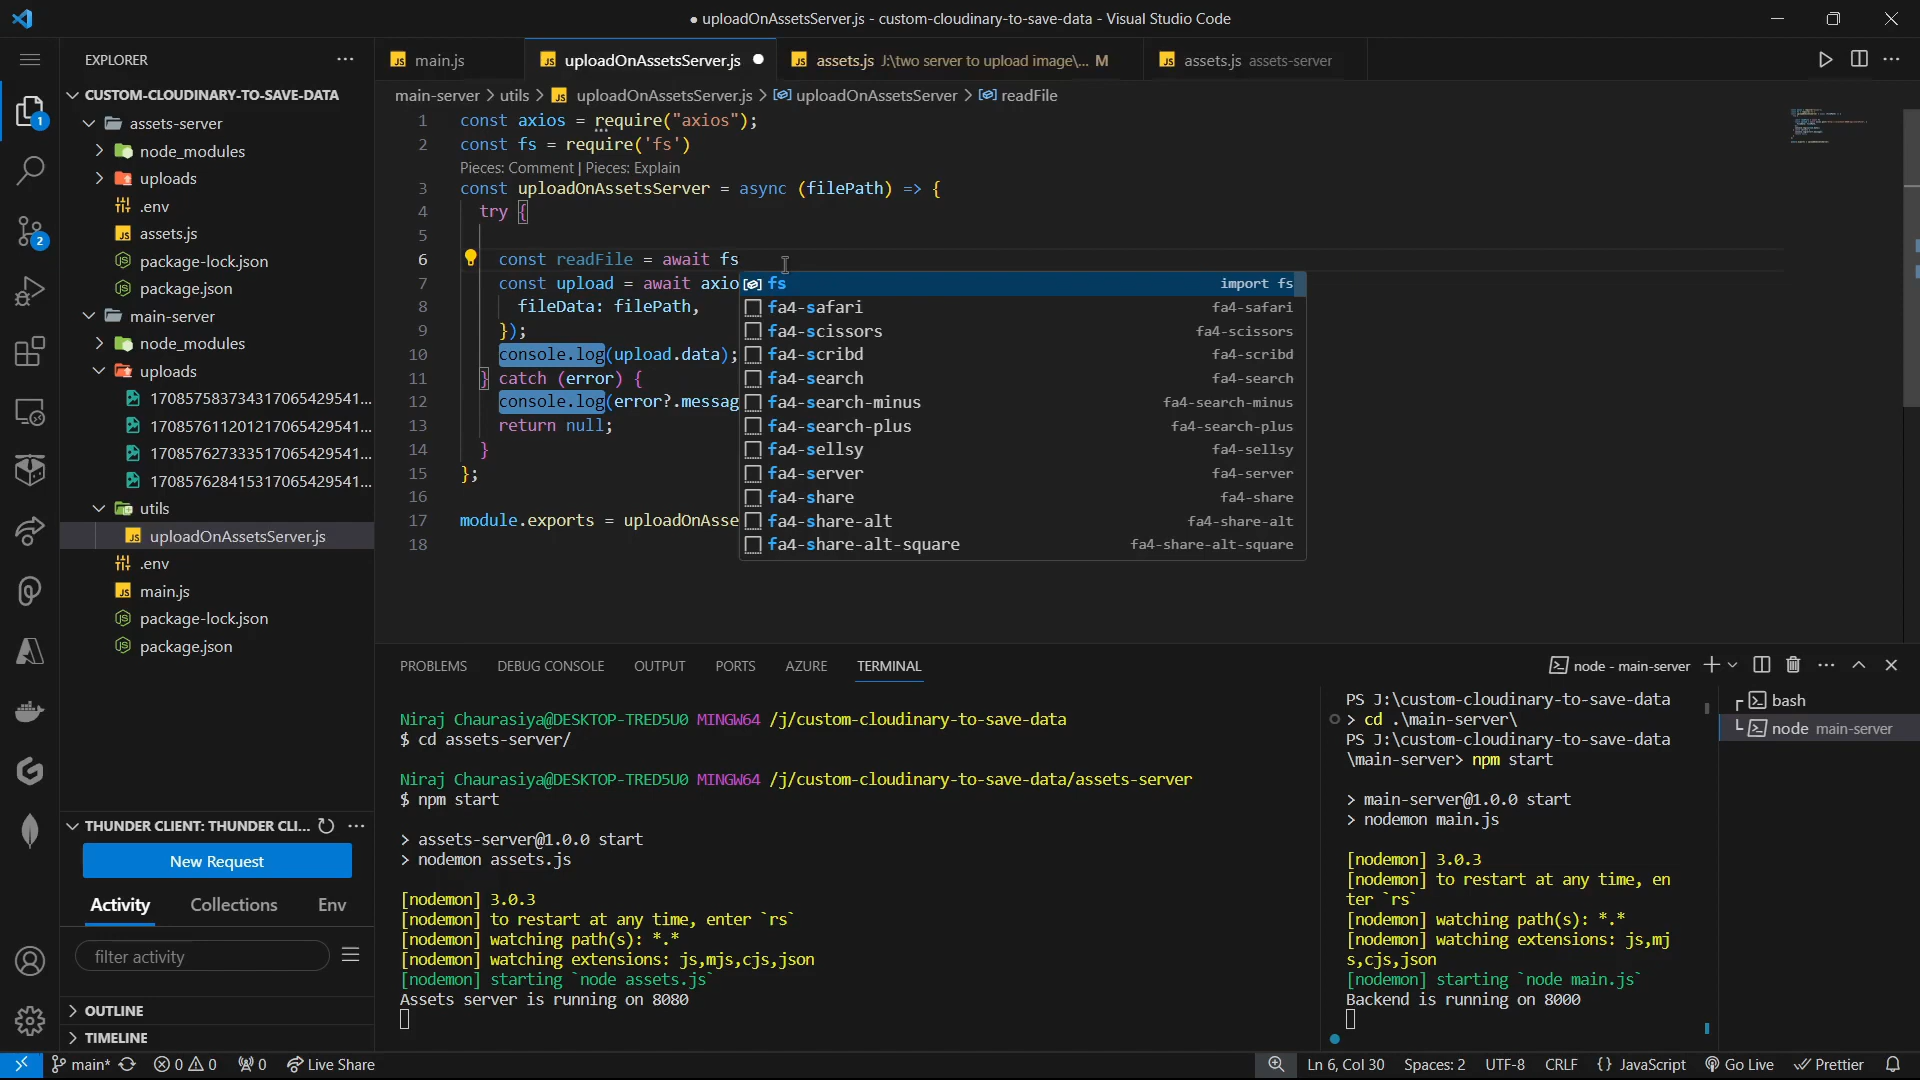 ● uploadOnAssetsServer.js - custom-cloudinary-to-save-data - Visual Studio Code
EXPLORER
CUSTOM-CLOUDINARY-TO-SAVE-DATA
assets-server
node_modules
uploads
.env
assets.js
package-lock.json
package.json
main-server
node_modules
uploads
170857583734317065429541...
170857611201217065429541...
170857627333517065429541...
170857628415317065429541...
utils
uploadOnAssetsServer.js
.env
main.js
package-lock.json
package.json
THUNDER CLIENT: THUNDER CLI...
New Request
Activity Collections Env
filter activity
OUTLINE
TIMELINE
1
2
main.js
uploadOnAssetsServer.js ●
assets.js J:\two server to upload image\... M
assets.js assets-server
main-server > utils > uploadOnAssetsServer.js > uploadOnAssetsServer > readFile
1 const axios = require("axios");
2 const fs = require('fs')
Pieces: Comment | Pieces: Explain
3 const uploadOnAssetsServer = async (filePath) => {
4 try {
5
6 const readFile = await fs
7 const upload = await axio
8 fileData: filePath,
9 });
10 console.log(upload.data);
11 } catch (error) {
12 console.log(error?.messag
13 return null;
14 }
15 };
16
17 module.exports = uploadOnAsse
18
fs import fs
fa4-safari fa4-safari
fa4-scissors fa4-scissors
fa4-scribd fa4-scribd
fa4-search fa4-search
fa4-search-minus fa4-search-minus
fa4-search-plus fa4-search-plus
fa4-sellsy fa4-sellsy
fa4-server fa4-server
fa4-share fa4-share
fa4-share-alt fa4-share-alt
fa4-share-alt-square fa4-share-alt-square
PROBLEMS DEBUG CONSOLE OUTPUT PORTS AZURE TERMINAL
node - main-server
Niraj Chaurasiya@DESKTOP-TRED5U0 MINGW64 /j/custom-cloudinary-to-save-data
$ cd assets-server/
Niraj Chaurasiya@DESKTOP-TRED5U0 MINGW64 /j/custom-cloudinary-to-save-data/assets-server
$ npm start
> assets-server@1.0.0 start
> nodemon assets.js
[nodemon] 3.0.3
[nodemon] to restart at any time, enter `rs`
[nodemon] watching path(s): *.*
[nodemon] watching extensions: js,mjs,cjs,json
[nodemon] starting `node assets.js`
Assets server is running on 8080
PS J:\custom-cloudinary-to-save-data
> cd .\main-server\
PS J:\custom-cloudinary-to-save-data
\main-server> npm start
> main-server@1.0.0 start
> nodemon main.js
[nodemon] 3.0.3
[nodemon] to restart at any time, en
ter `rs`
[nodemon] watching path(s): *.*
[nodemon] watching extensions: js,mj
s,cjs,json
[nodemon] starting `node main.js`
Backend is running on 8000
bash
node main-server
main* 0 0 0 Live Share
Ln 6, Col 30 Spaces: 2 UTF-8 CRLF {} JavaScript Go Live Prettier